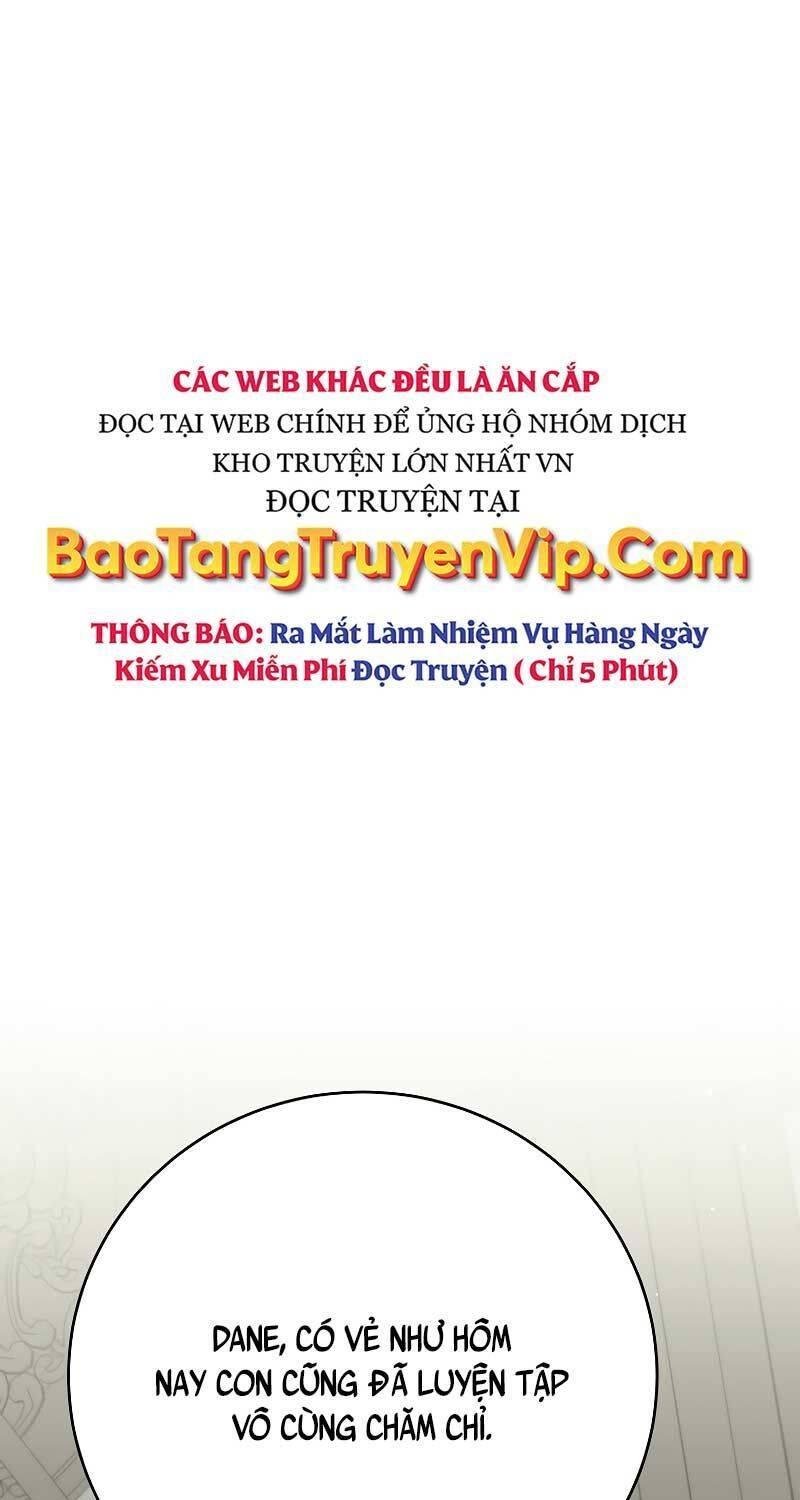 CÁC WEB KHÁC ĐỀU LÀ ĂN CẮP
ĐỌC TẠI WEB CHÍNH ĐỂ ỦNG HỘ NHÓM DỊCH
KHO TRUYỆN LỚN NHẤT VN
ĐỌC TRUYỆN TẠI
BaoTangTruyenVip.Com
THÔNG BÁO: Ra Mắt Làm Nhiệm Vụ Hàng Ngày
Kiếm Xu Miễn Phí Đọc Truyện ( Chỉ 5 Phút)
DANE, CÓ VẺ NHƯ HÔM
NAY CON CŨNG ĐÃ LUYỆN TẬP
VÔ CÙNG CHĂM CHỈ.